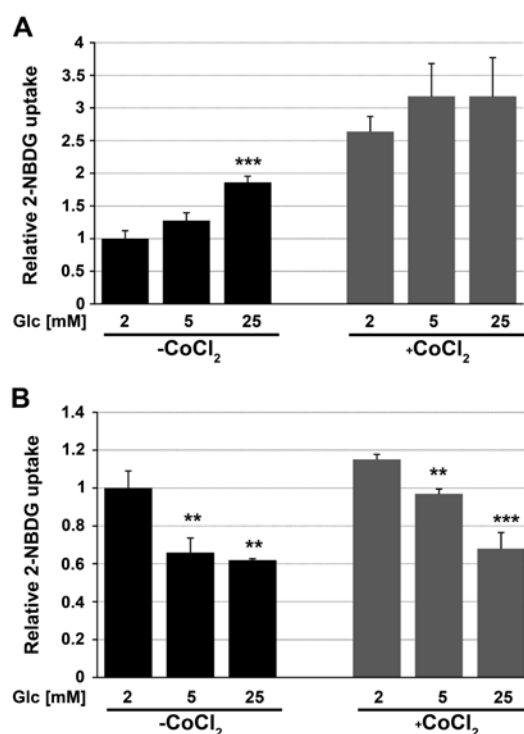 A
Relative 2-NBDG uptake
4
3.5
3
2.5
2
1.5
1
0.5
0
***
Glc [mM] 2 5 25 2 5 25
-CoCl₂ +CoCl₂
B
Relative 2-NBDG uptake
1.4
1.2
1
0.8
0.6
0.4
0.2
0
** ** ** ***
Glc [mM] 2 5 25 2 5 25
-CoCl₂ +CoCl₂